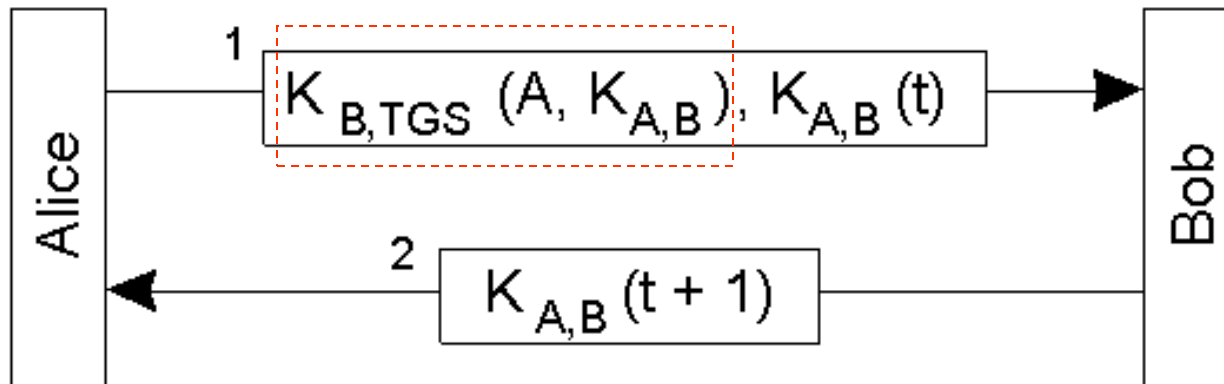 1
K B,TGS (A, K A,B ), K A,B (t)
Alice
Bob
2
K A,B (t + 1)